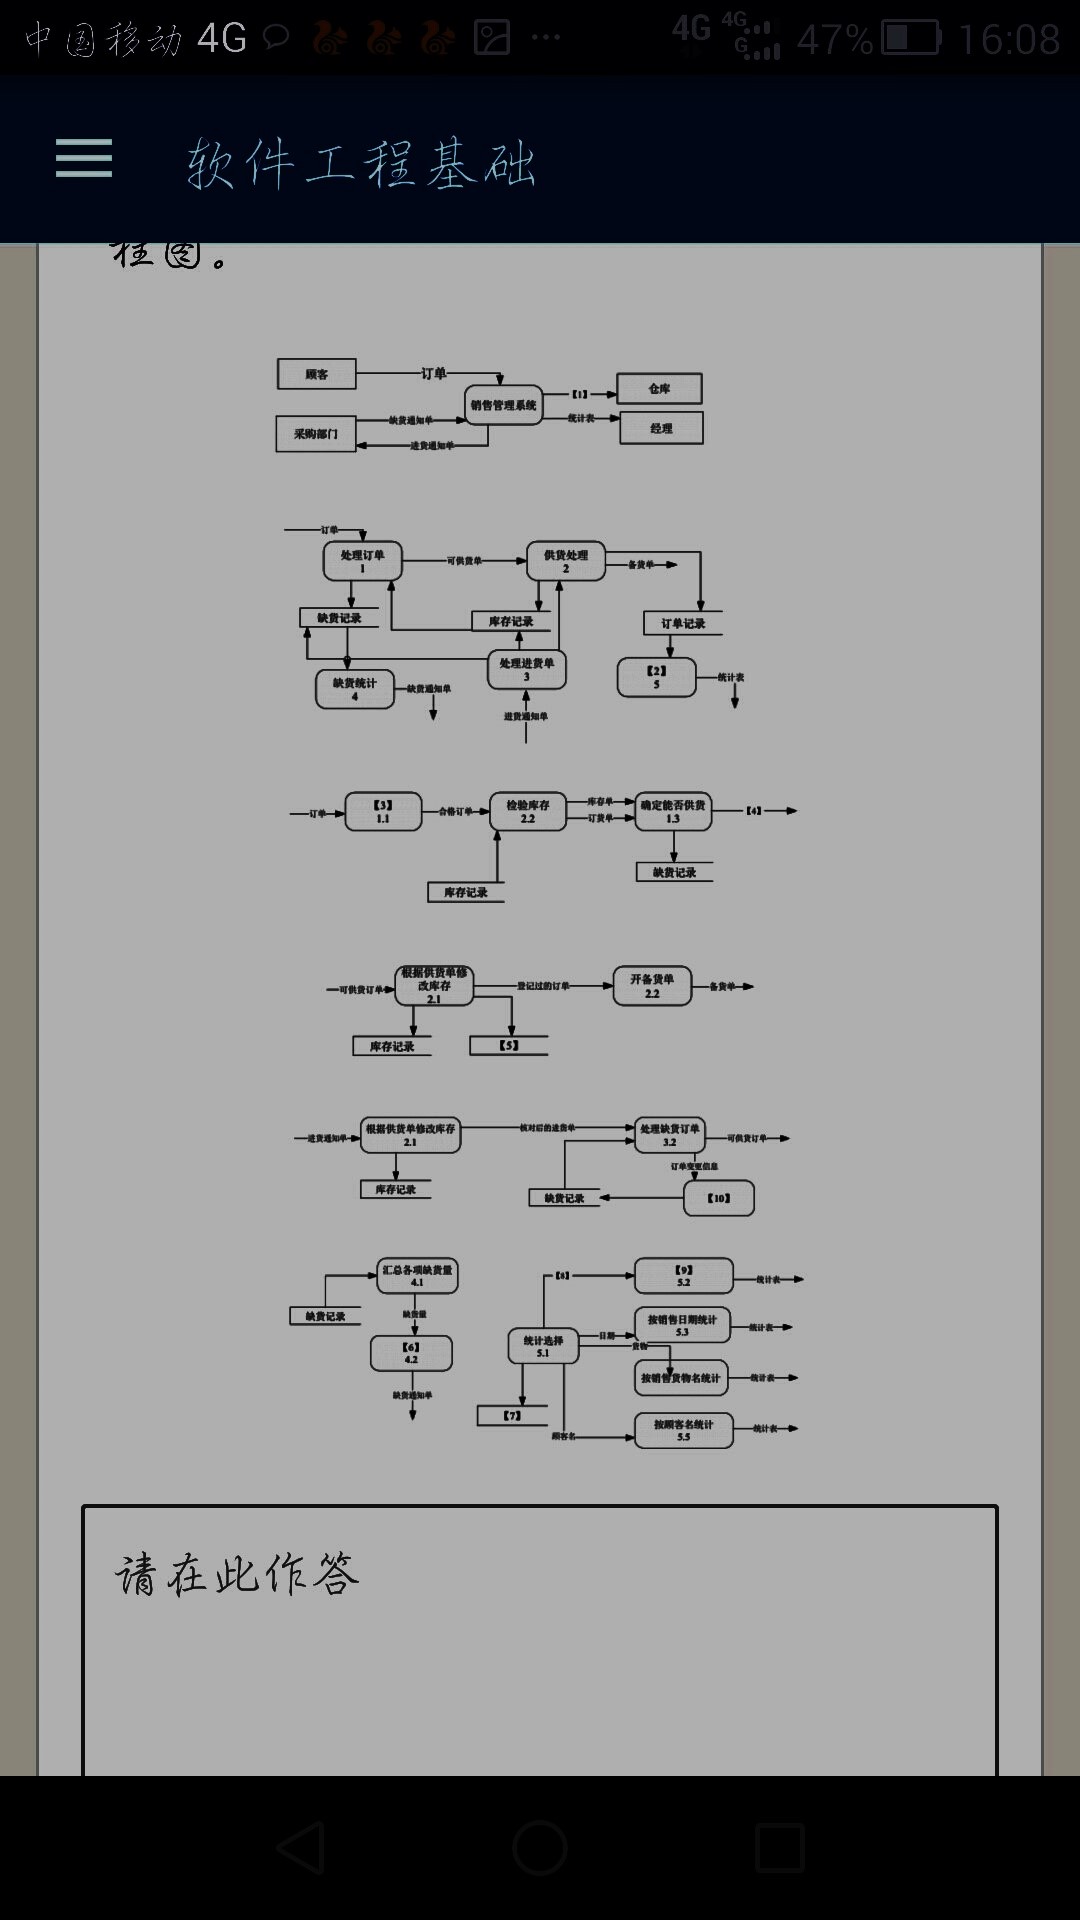 中国移动 4G ... 4G 4G G 47% 16:08
软件工程基础
程图。
顾客
订单
销售管理系统
【1】
仓库
采购部门
缺货通知单
统计表
经理
进货通知单
订单
处理订单
1
可供货单
供货处理
2
备货单
缺货记录
库存记录
订单记录
缺货统计
4
缺货通知单
处理进货单
3
【2】
5
统计表
进货通知单
订单
【3】
1.1
合格订单
检验库存
2.2
库存单
订货单
确定能否供货
1.3
【4】
库存记录
缺货记录
可供货订单
根据供货单修
改库存
2.1
登记过的订单
开备货单
2.2
备货单
库存记录
【5】
进货通知单
根据供货单修改库存
2.1
核对后的进货单
处理缺货订单
3.2
可供货订单
订单变更信息
库存记录
缺货记录
【10】
汇总各项缺货量
4.1
缺货记录
缺货量
【6】
4.2
缺货通知单
【8】
【9】
5.2
统计表
统计选择
5.1
日期
按销售日期统计
5.3
统计表
货物
按销售货物名统计
统计表
【7】
顾客名
按顾客名统计
5.5
统计表
请在此作答